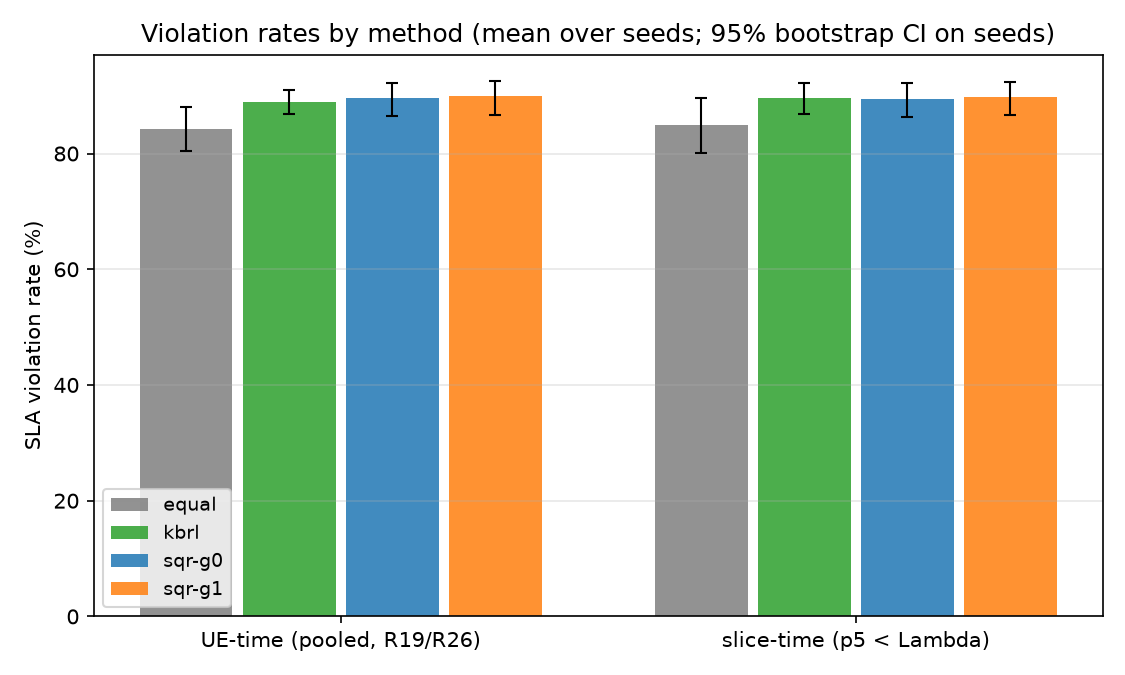 Violation rates by method (mean over seeds; 95% bootstrap CI on seeds)
SLA violation rate (%)
80
60
40
20
0
equal
kbrl
sqr-g0
sqr-g1
UE-time (pooled, R19/R26)
slice-time (p5 < Lambda)